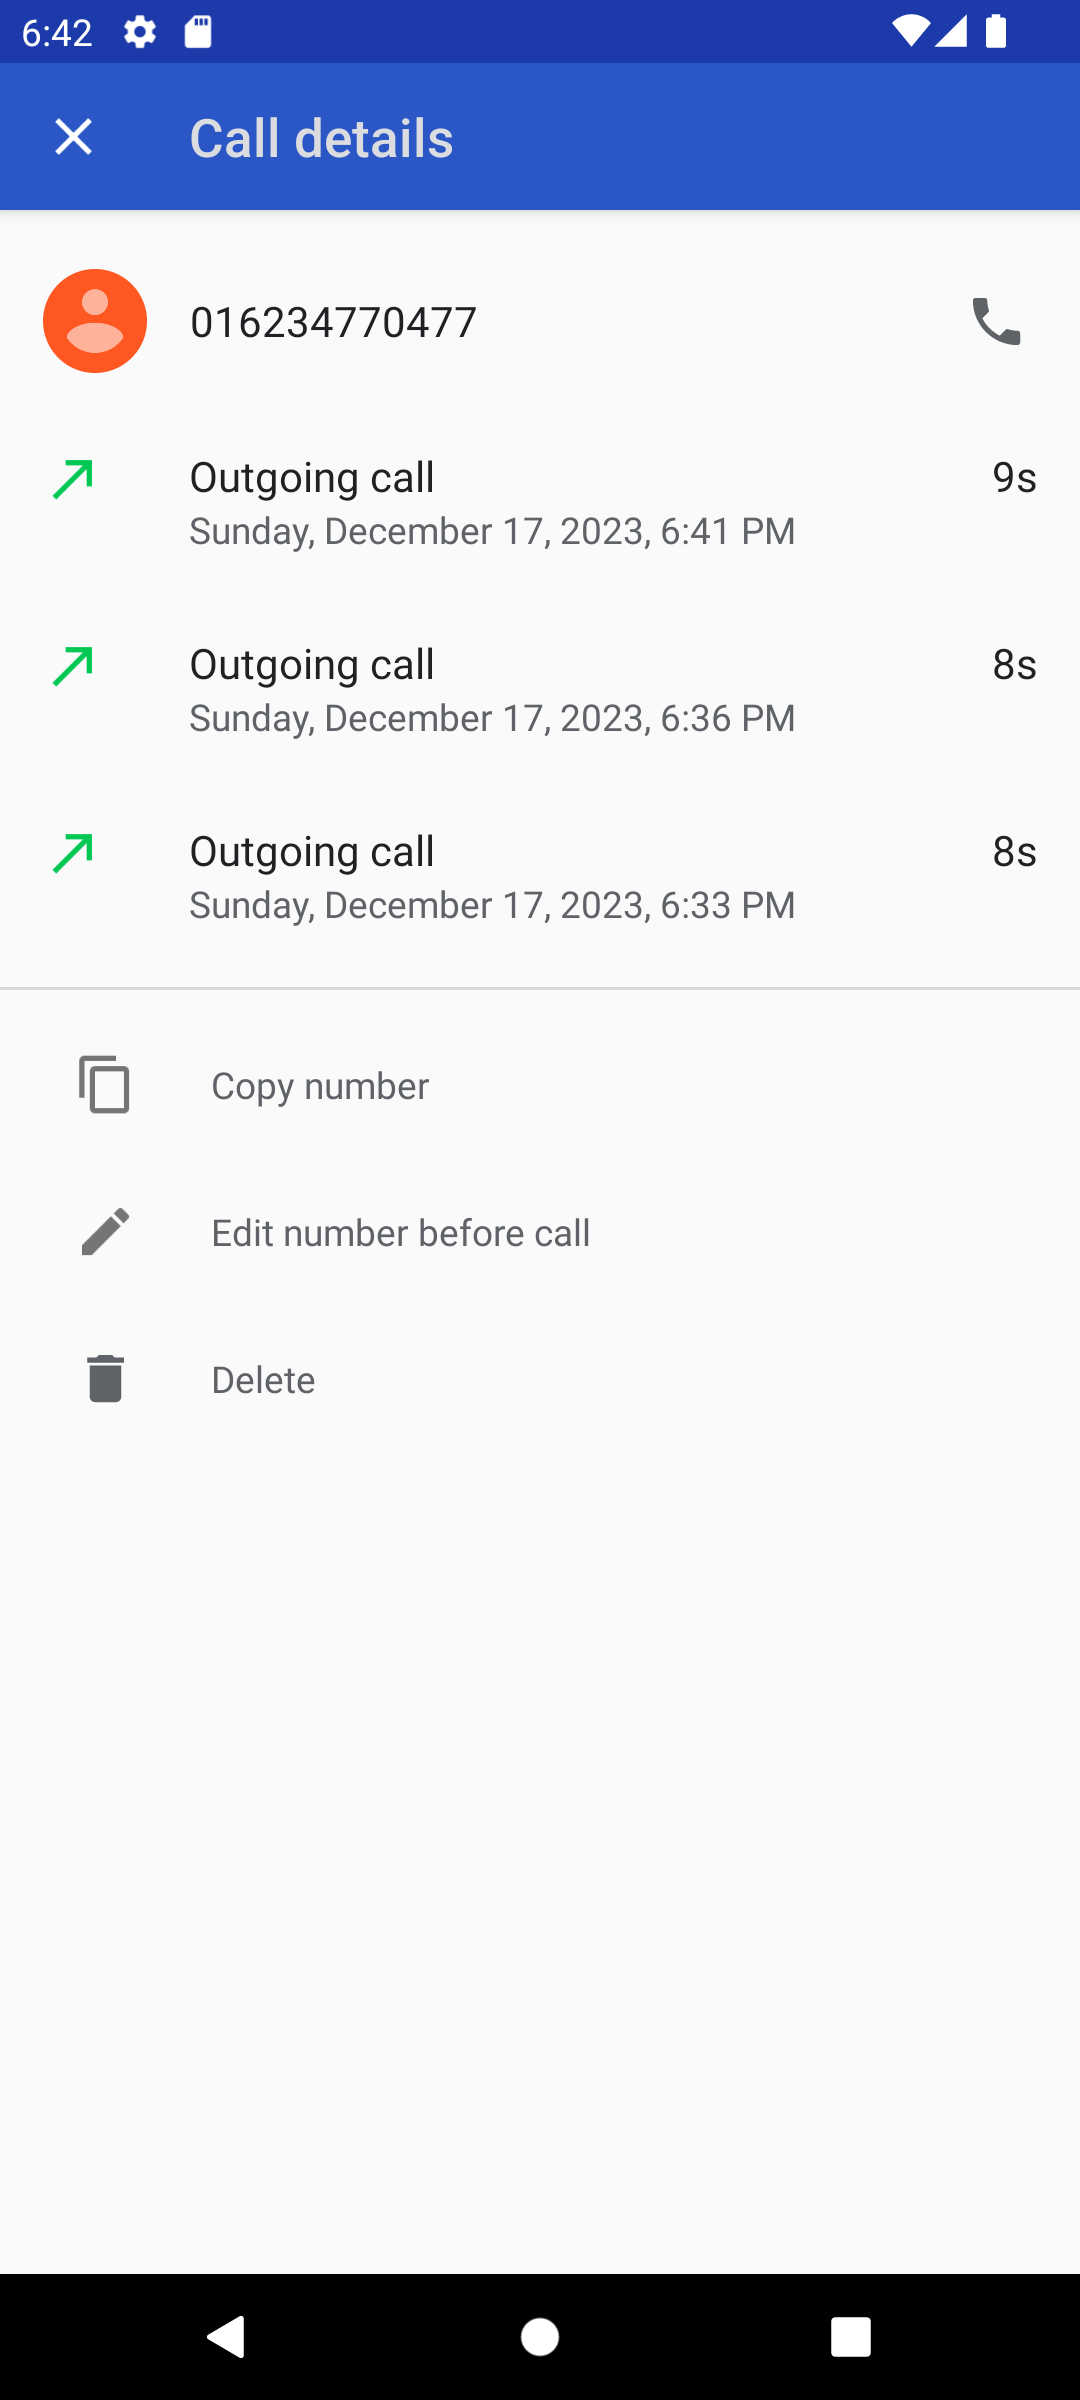 6:42
Call details
016234770477
Outgoing call 9s
Sunday, December 17, 2023, 6:41 PM
Outgoing call 8s
Sunday, December 17, 2023, 6:36 PM
Outgoing call 8s
Sunday, December 17, 2023, 6:33 PM
Copy number
Edit number before call
Delete